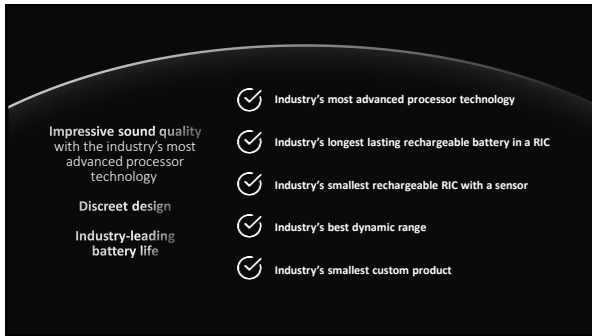 Impressive sound quality
with the industry's most
advanced processor
technology
Discreet design
Industry-leading
battery life
Industry's most advanced processor technology
Industry's longest lasting rechargeable battery in a RIC
Industry's smallest rechargeable RIC with a sensor
Industry's best dynamic range
Industry's smallest custom product